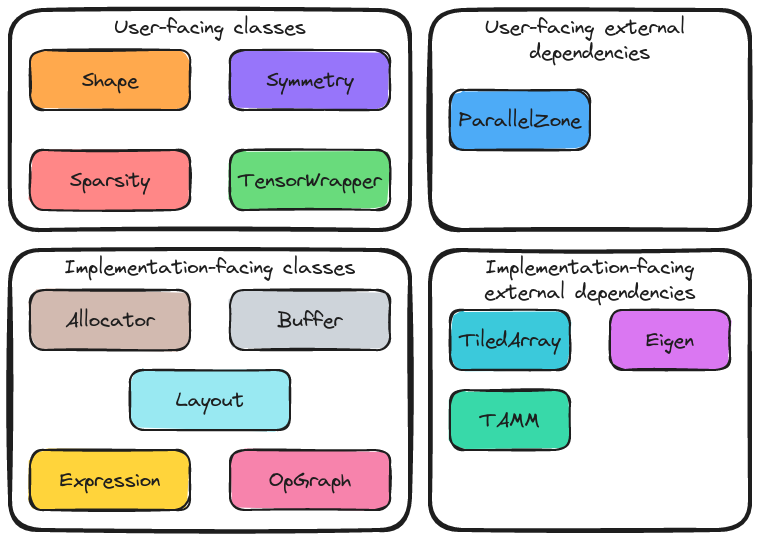 User-facing classes
Shape
Symmetry
Sparsity
TensorWrapper
User-facing external
dependencies
ParallelZone
Implementation-facing classes
Allocator
Buffer
Layout
Expression
OpGraph
Implementation-facing
external dependencies
TiledArray
Eigen
TAMM